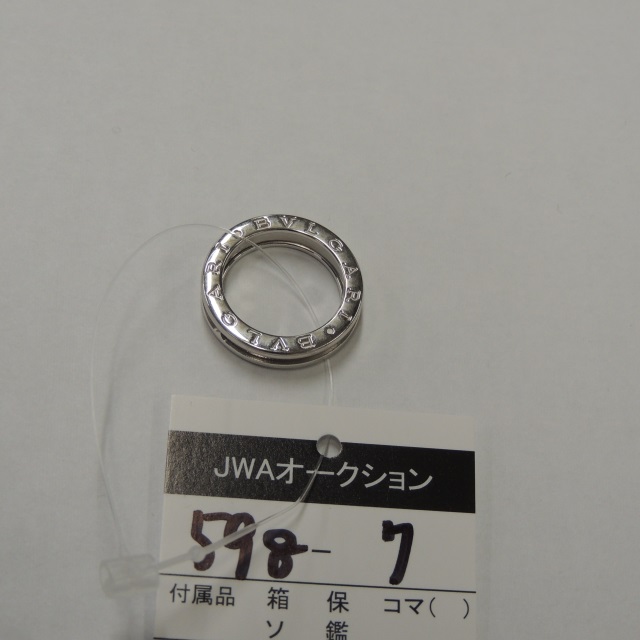 BVLGARI BVLGARI
JWAオークション
598-7
付属品 箱 保 コマ( )
ソ 鑑